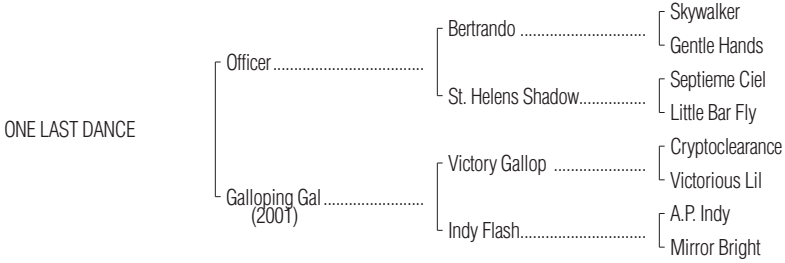 Skywalker
Bertrando ..............................
Gentle Hands
Officer....................................
Septieme Ciel
St. Helens Shadow................
Little Bar Fly
ONE LAST DANCE
Cryptoclearance
Victory Gallop ......................
Victorious Lil
Galloping Gal........................
(2001)
A.P. Indy
Indy Flash..............................
Mirror Bright